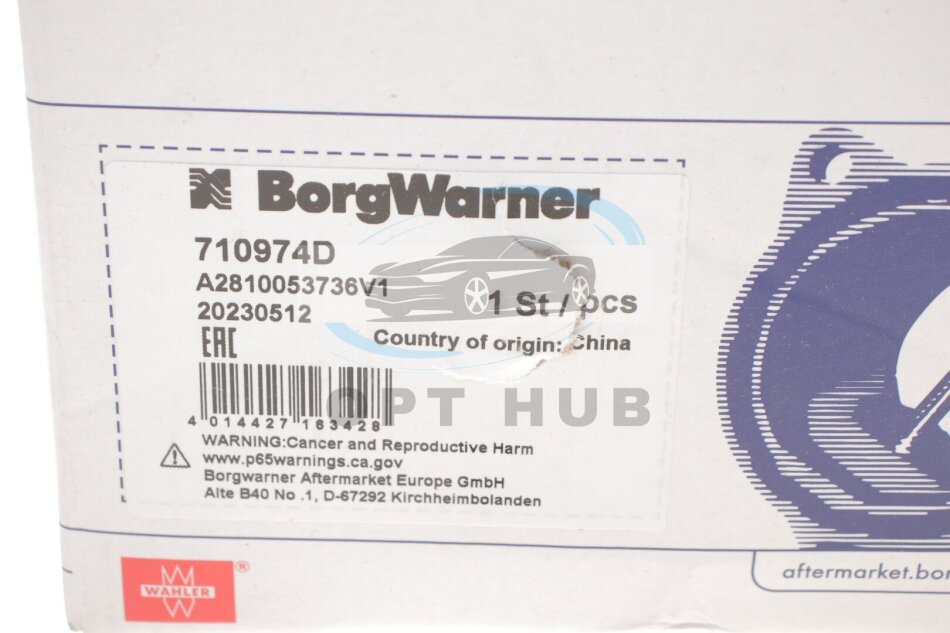 BorgWarner
710974D
A2810053736V1
1 St / pcs
20230512
EAC
Country of origin: China
OPT HUB
4 014427 163428
WARNING:Cancer and Reproductive Harm
www.p65warnings.ca.gov
Borgwarner Aftermarket Europe GmbH
Alte B40 No .1, D-67292 Kirchheimbolanden
WAHLER
®
aftermarket.bor